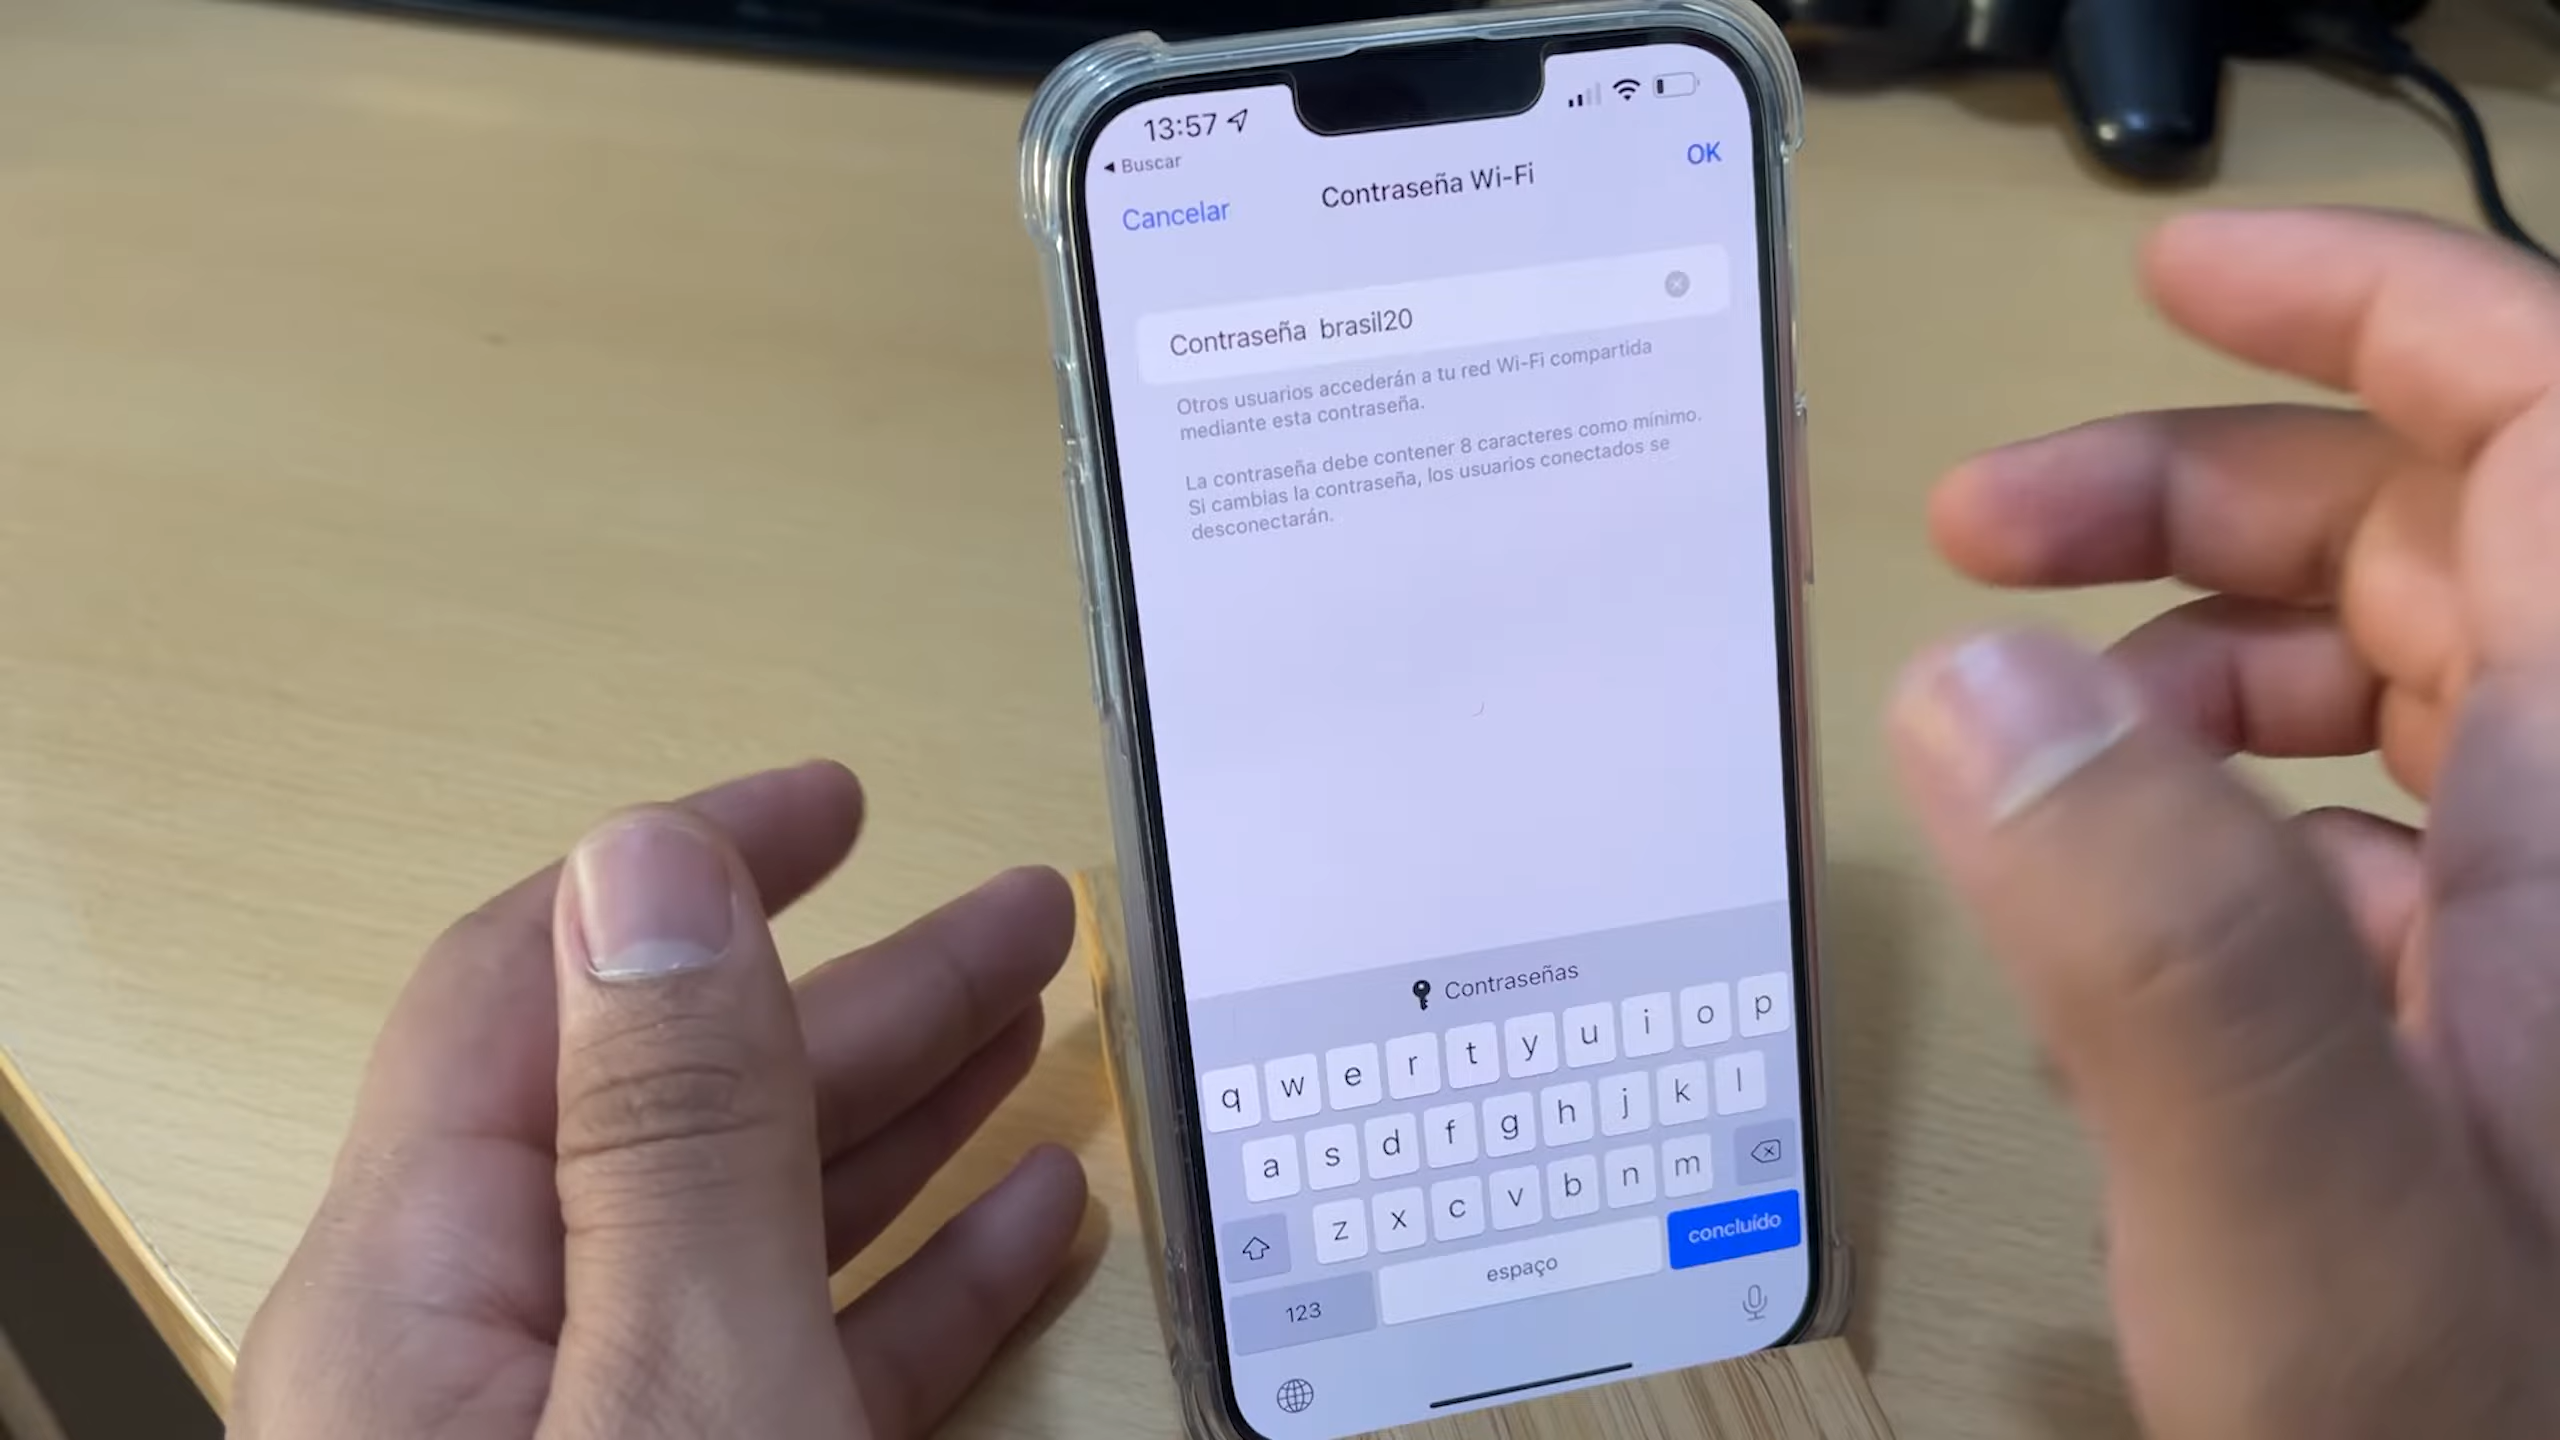 13:57
Buscar
Cancelar
Contraseña Wi-Fi
OK
Contraseña brasil20
Otros usuarios accederán a tu red Wi-Fi compartida
mediante esta contraseña.
La contraseña debe contener 8 caracteres como mínimo.
Si cambias la contraseña, los usuarios conectados se
desconectarán.
Contraseñas
q w e r t y u i o p
a s d f g h j k l
z x c v b n m
123
espaço
concluído